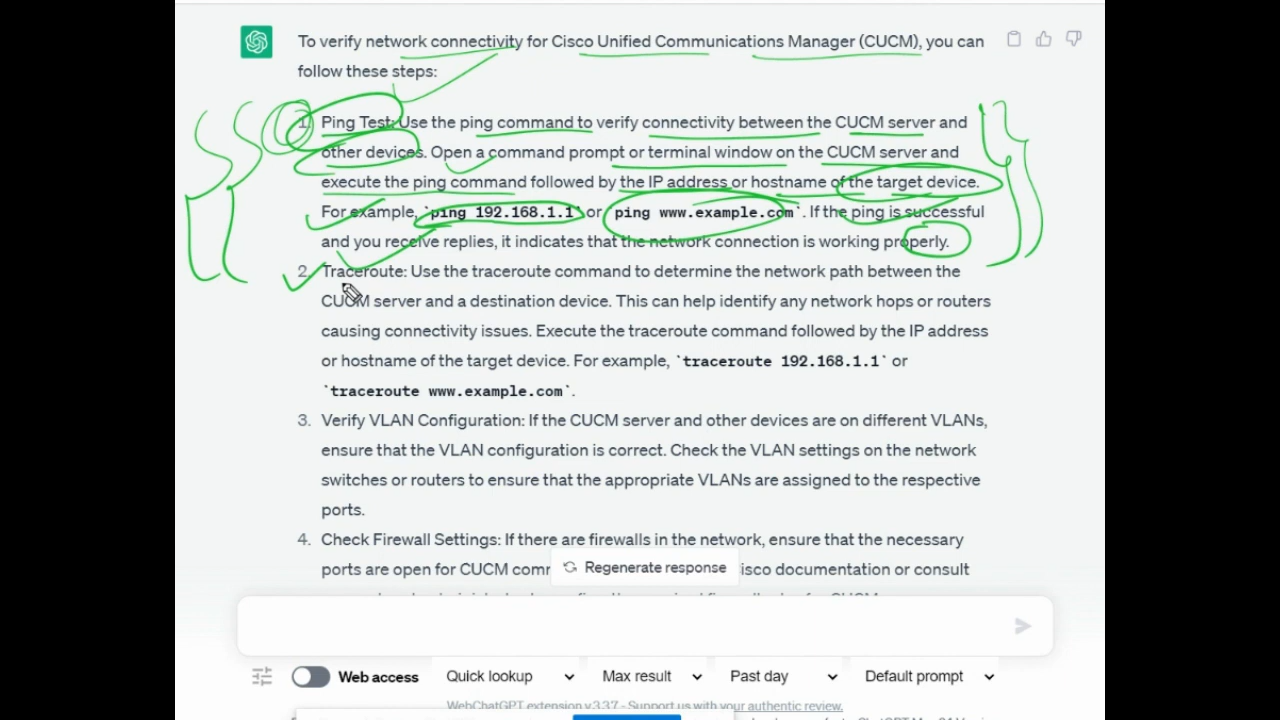 To verify network connectivity for Cisco Unified Communications Manager (CUCM), you can
follow these steps:
1. Ping Test: Use the ping command to verify connectivity between the CUCM server and
other devices. Open a command prompt or terminal window on the CUCM server and
execute the ping command followed by the IP address or hostname of the target device.
For example, `ping 192.168.1.1` or `ping www.example.com`. If the ping is successful
and you receive replies, it indicates that the network connection is working properly.
2. Traceroute: Use the traceroute command to determine the network path between the
CUCM server and a destination device. This can help identify any network hops or routers
causing connectivity issues. Execute the traceroute command followed by the IP address
or hostname of the target device. For example, `traceroute 192.168.1.1` or
`traceroute www.example.com`.
3. Verify VLAN Configuration: If the CUCM server and other devices are on different VLANs,
ensure that the VLAN configuration is correct. Check the VLAN settings on the network
switches or routers to ensure that the appropriate VLANs are assigned to the respective
ports.
4. Check Firewall Settings: If there are firewalls in the network, ensure that the necessary
ports are open for CUCM isco documentation or consult
Regenerate response
Web access Quick lookup Max result Past day Default prompt
WebChatGPT extension v.3.3.7 - Support us with your authentic review.